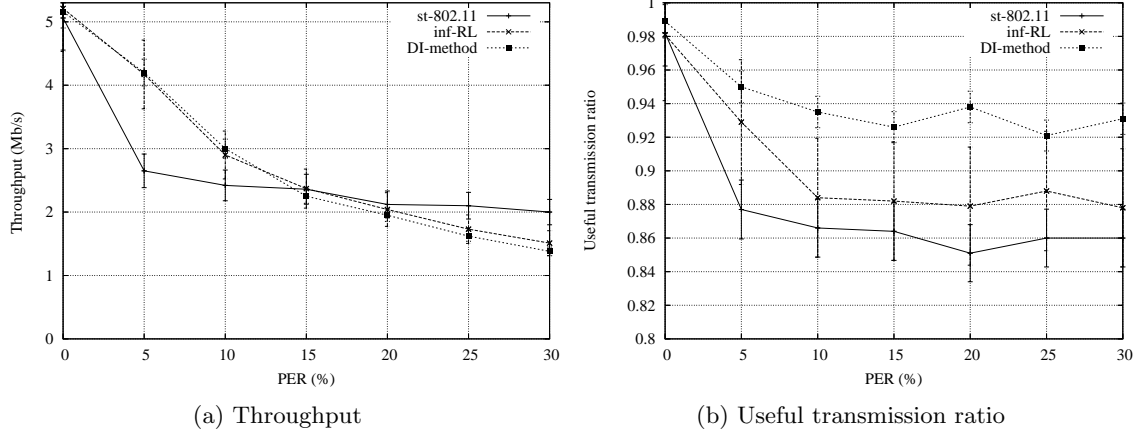 5
4
3
2
1
0
0 5 10 15 20 25 30
Throughput (Mb/s)
PER (%)
st-802.11
inf-RL
DI-method
(a) Throughput
1
0.98
0.96
0.94
0.92
0.9
0.88
0.86
0.84
0.82
0.8
0 5 10 15 20 25 30
Useful transmission ratio
PER (%)
st-802.11
inf-RL
DI-method
(b) Useful transmission ratio